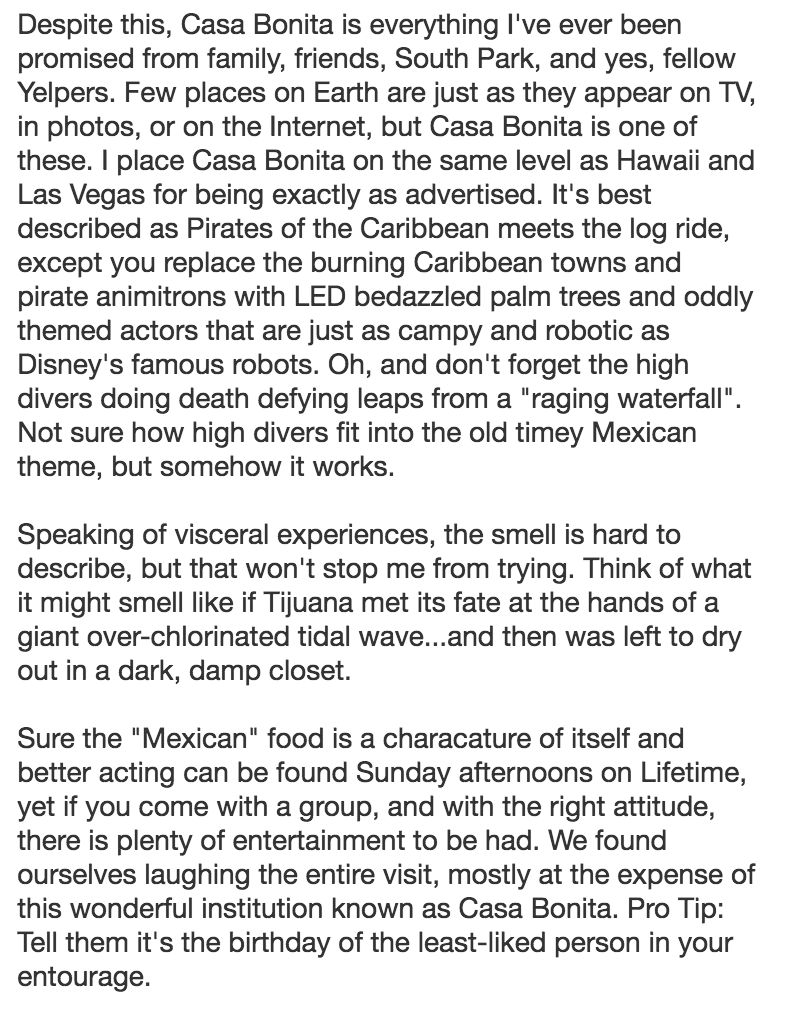 Despite this, Casa Bonita is everything I've ever been
promised from family, friends, South Park, and yes, fellow
Yelpers. Few places on Earth are just as they appear on TV,
in photos, or on the Internet, but Casa Bonita is one of
these. I place Casa Bonita on the same level as Hawaii and
Las Vegas for being exactly as advertised. It's best
described as Pirates of the Caribbean meets the log ride,
except you replace the burning Caribbean towns and
pirate animitrons with LED bedazzled palm trees and oddly
themed actors that are just as campy and robotic as
Disney's famous robots. Oh, and don't forget the high
divers doing death defying leaps from a "raging waterfall".
Not sure how high divers fit into the old timey Mexican
theme, but somehow it works.

Speaking of visceral experiences, the smell is hard to
describe, but that won't stop me from trying. Think of what
it might smell like if Tijuana met its fate at the hands of a
giant over-chlorinated tidal wave...and then was left to dry
out in a dark, damp closet.

Sure the "Mexican" food is a characature of itself and
better acting can be found Sunday afternoons on Lifetime,
yet if you come with a group, and with the right attitude,
there is plenty of entertainment to be had. We found
ourselves laughing the entire visit, mostly at the expense of
this wonderful institution known as Casa Bonita. Pro Tip:
Tell them it's the birthday of the least-liked person in your
entourage.